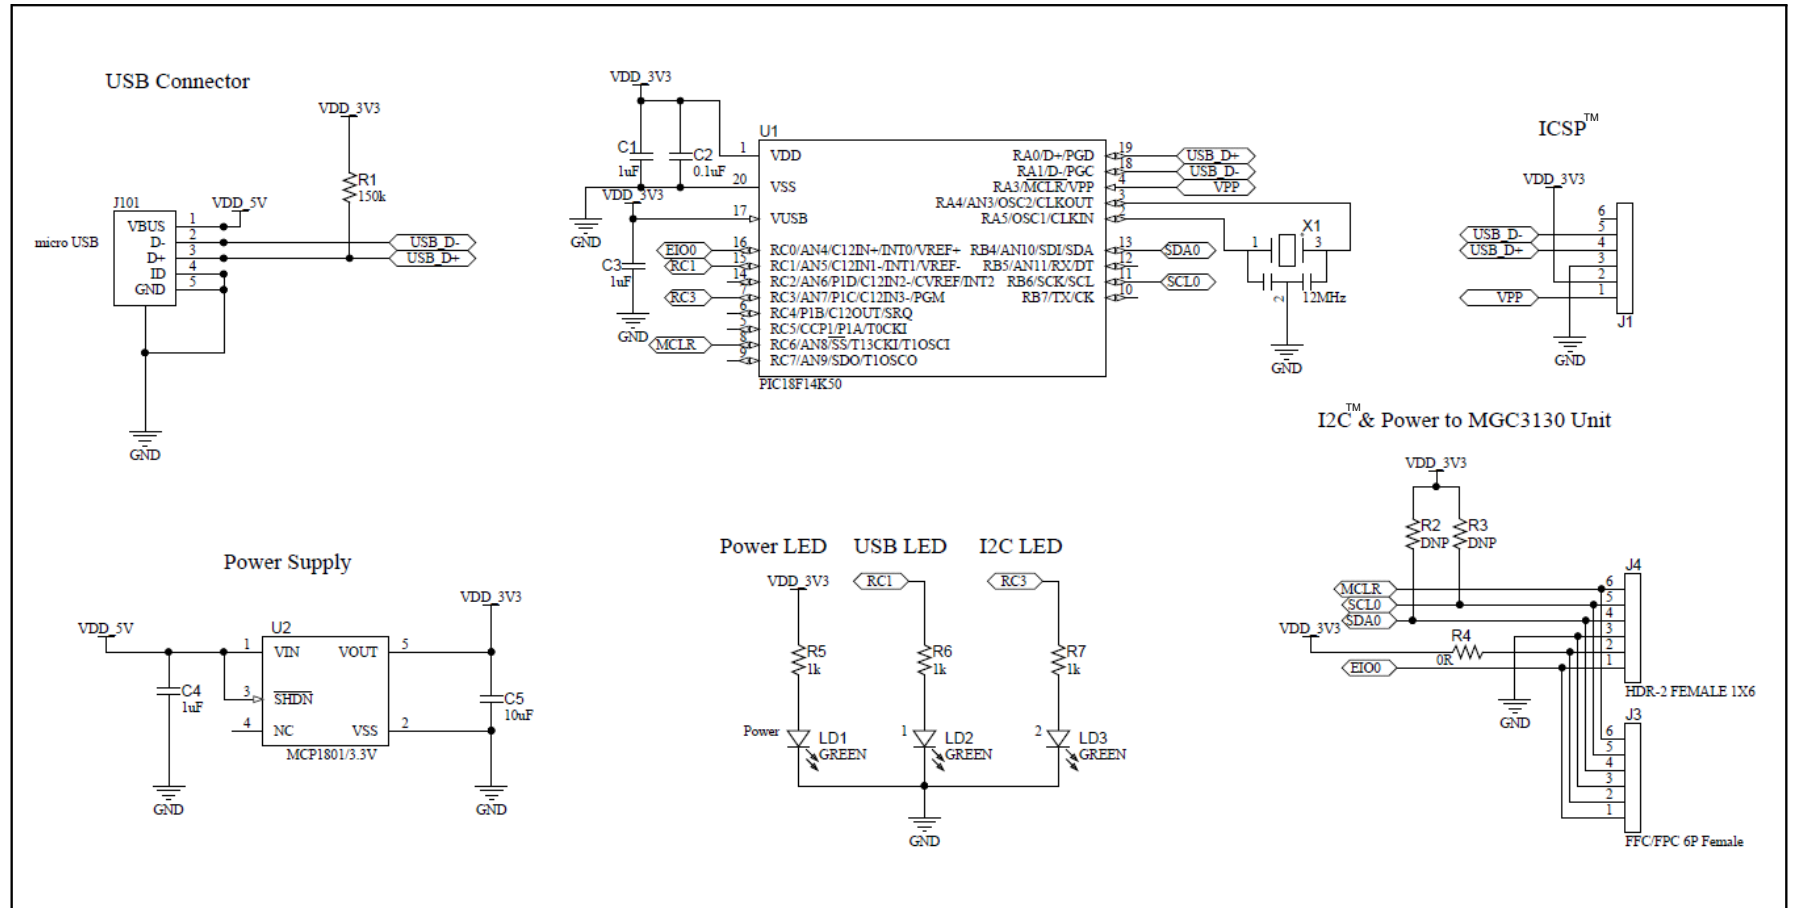 USB Connector
VDD_3V3
R1
150k
J101
VDD_5V
micro USB
VBUS 1
D- 2
D+ 3
ID 4
GND 5
USB_D-
USB_D+
GND
VDD_3V3
C1
1uF
C2
0.1uF
GND
VDD_3V3
C3
1uF
GND
U1
1 VDD
20 VSS
17 VUSB
EIO0 16 RC0/AN4/C12IN+/INT0/VREF+
RC1 15 RC1/AN5/C12IN1-/INT1/VREF-
14 RC2/AN6/P1D/C12IN2-/CVREF/INT2
RC3 7 RC3/AN7/P1C/C12IN3-/PGM
6 RC4/P1B/C12OUT/SRQ
5 RC5/CCP1/P1A/T0CKI
MCLR 8 RC6/AN8/SS/T13CKI/T1OSCI
9 RC7/AN9/SDO/T1OSCO
PIC18F14K50
RA0/D+/PGD 19 USB_D+
RA1/D-/PGC 18 USB_D-
RA3/MCLR/VPP 4 VPP
RA4/AN3/OSC2/CLKOUT 3
RA5/OSC1/CLKIN 2
RB4/AN10/SDI/SDA 13 SDA0
RB5/AN11/RX/DT 12
RB6/SCK/SCL 11 SCL0
RB7/TX/CK 10
X1
1 3
2
12MHz
GND
ICSP™
VDD_3V3
6
USB_D- 5
USB_D+ 4
3
2
VPP 1
J1
GND
Power Supply
VDD_5V
VDD_3V3
U2
1 VIN VOUT 5
3 SHDN
4 NC VSS 2
MCP1801/3.3V
C4
1uF
C5
10uF
GND
GND
Power LED USB LED I2C LED
VDD_3V3 RC1 RC3
R5
1k
R6
1k
R7
1k
Power LD1
GREEN
1 LD2
GREEN
2 LD3
GREEN
GND
I2C™ & Power to MGC3130 Unit
VDD_3V3
R2
DNP
R3
DNP
J4
MCLR 6
SCL0 5
SDA0 4
3
VDD_3V3 R4 2
0R
EIO0 1
HDR-2 FEMALE 1X6
GND
J3
6
5
4
3
2
1
FFC/FPC 6P Female